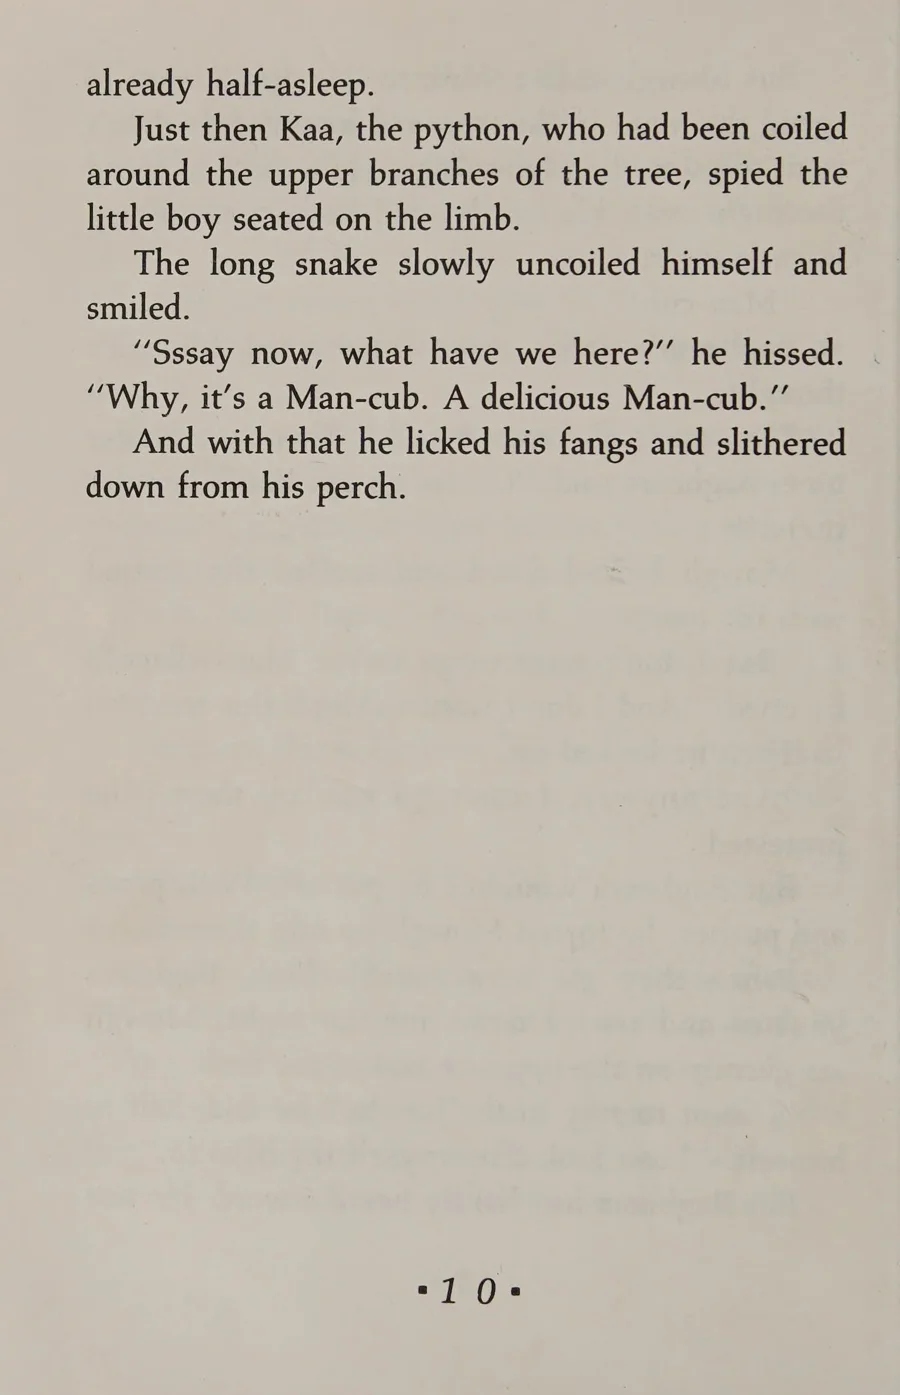 already half-asleep.
Just then Kaa, the python, who had been coiled
around the upper branches of the tree, spied the
little boy seated on the limb.
The long snake slowly uncoiled himself and
smiled.
"Sssay now, what have we here?" he hissed.
"Why, it's a Man-cub. A delicious Man-cub."
And with that he licked his fangs and slithered
down from his perch.
·10·